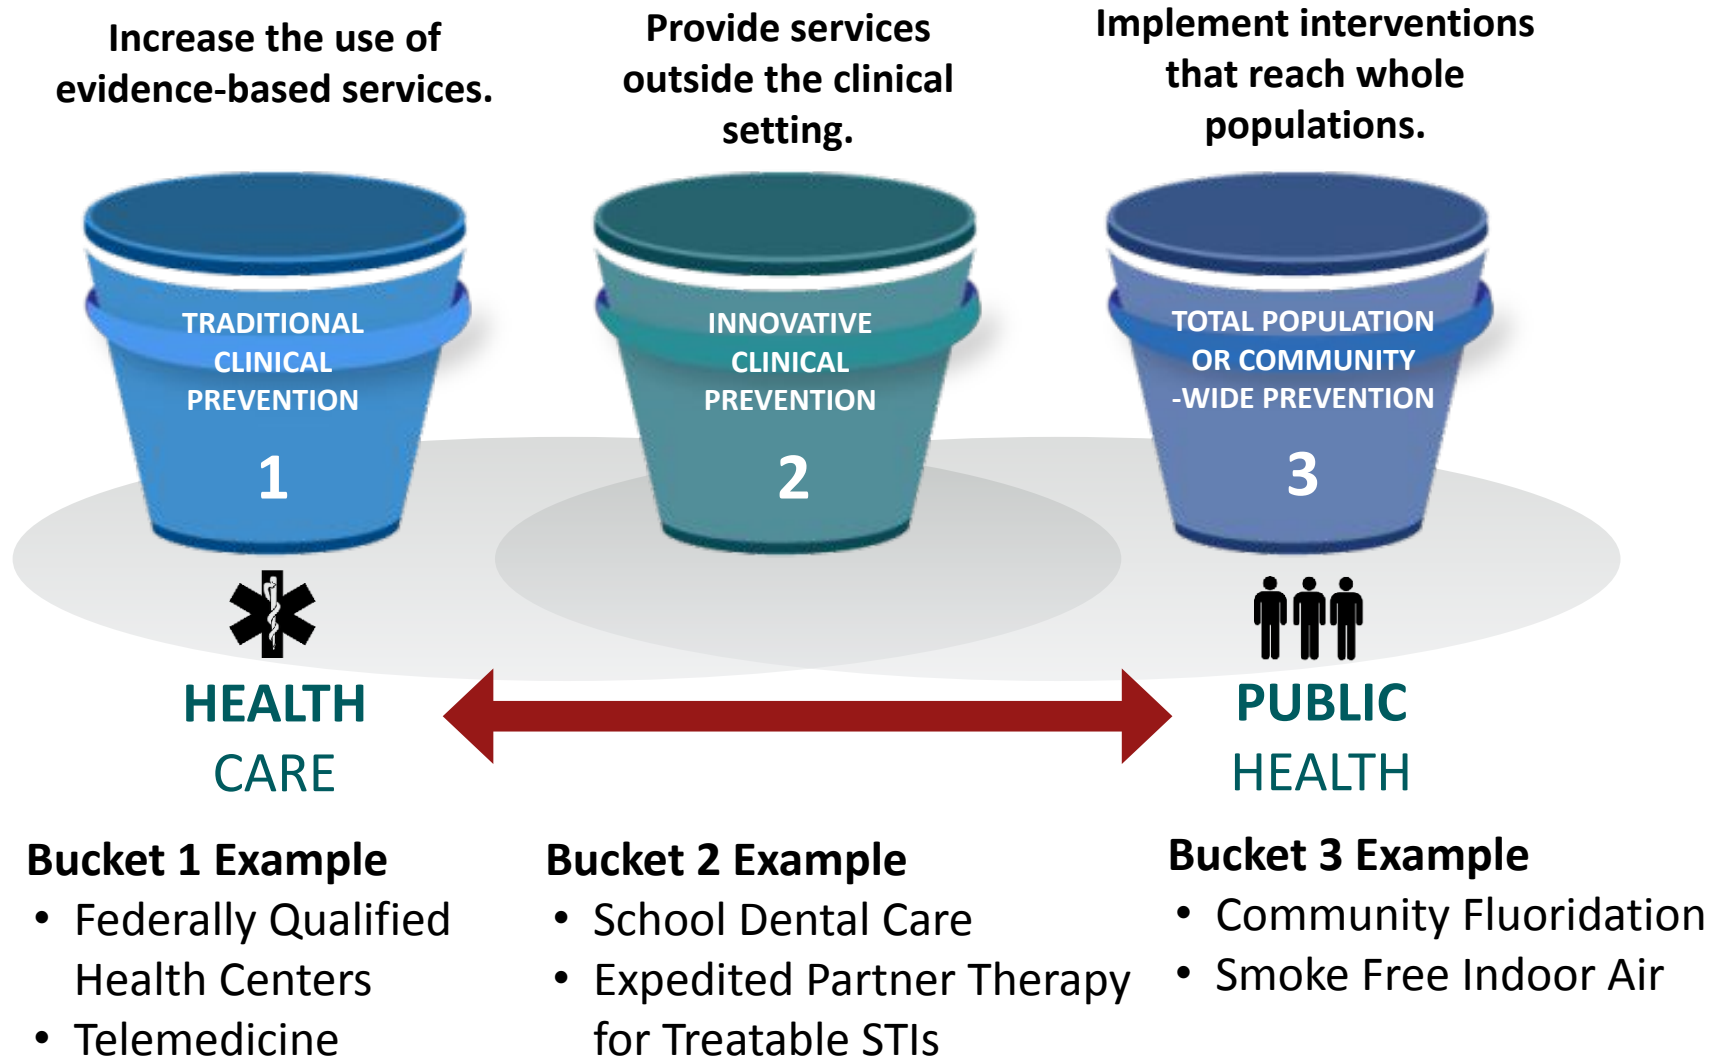 Increase the use of
evidence-based services.
Provide services
outside the clinical
setting.
Implement interventions
that reach whole
populations.
TRADITIONAL
CLINICAL
PREVENTION
1
INNOVATIVE
CLINICAL
PREVENTION
2
TOTAL POPULATION
OR COMMUNITY
-WIDE PREVENTION
3
HEALTH
CARE
PUBLIC
HEALTH
Bucket 1 Example
• Federally Qualified
Health Centers
• Telemedicine
Bucket 2 Example
• School Dental Care
• Expedited Partner Therapy
for Treatable STIs
Bucket 3 Example
• Community Fluoridation
• Smoke Free Indoor Air